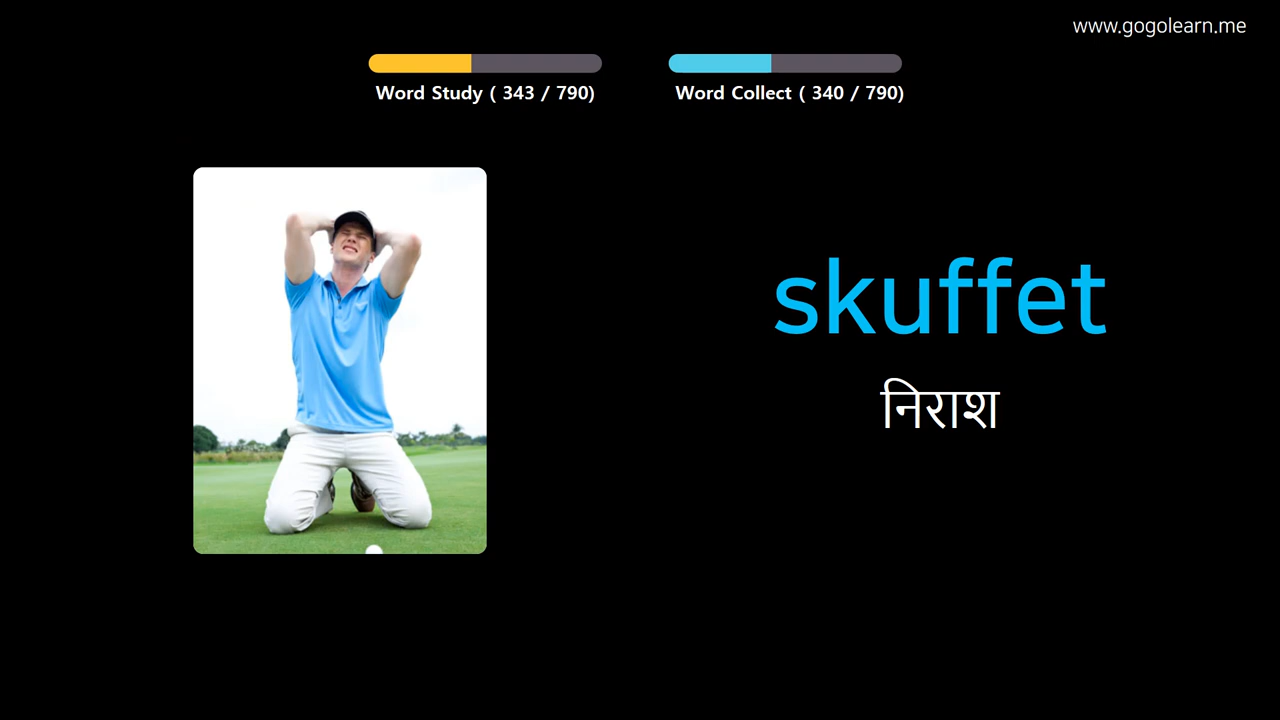 www.gogolearn.me
Word Study ( 343 / 790)
Word Collect ( 340 / 790)
skuffet
निराश